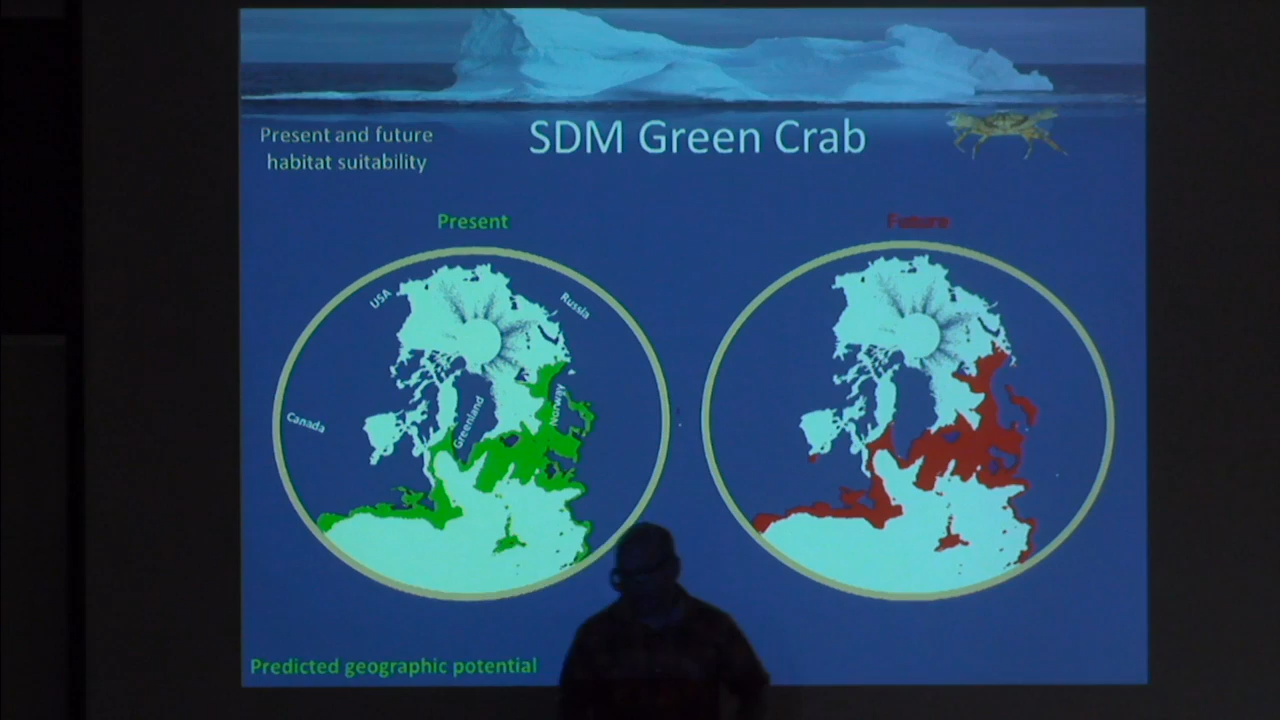 Present and future
habitat suitability
SDM Green Crab
Present
Future
USA
Russia
Canada
Greenland
Norway
Predicted geographic potential